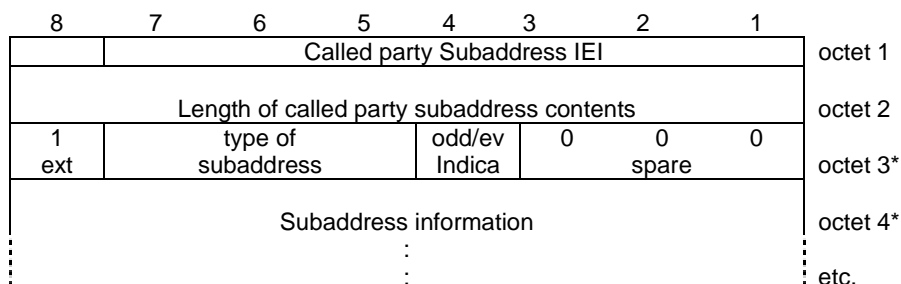 8 7 6 5 4 3 2 1
Called party Subaddress IEI octet 1
Length of called party subaddress contents octet 2
1 type of odd/ev 0 0 0
ext subaddress Indica spare octet 3*
Subaddress information octet 4*
:
: etc.